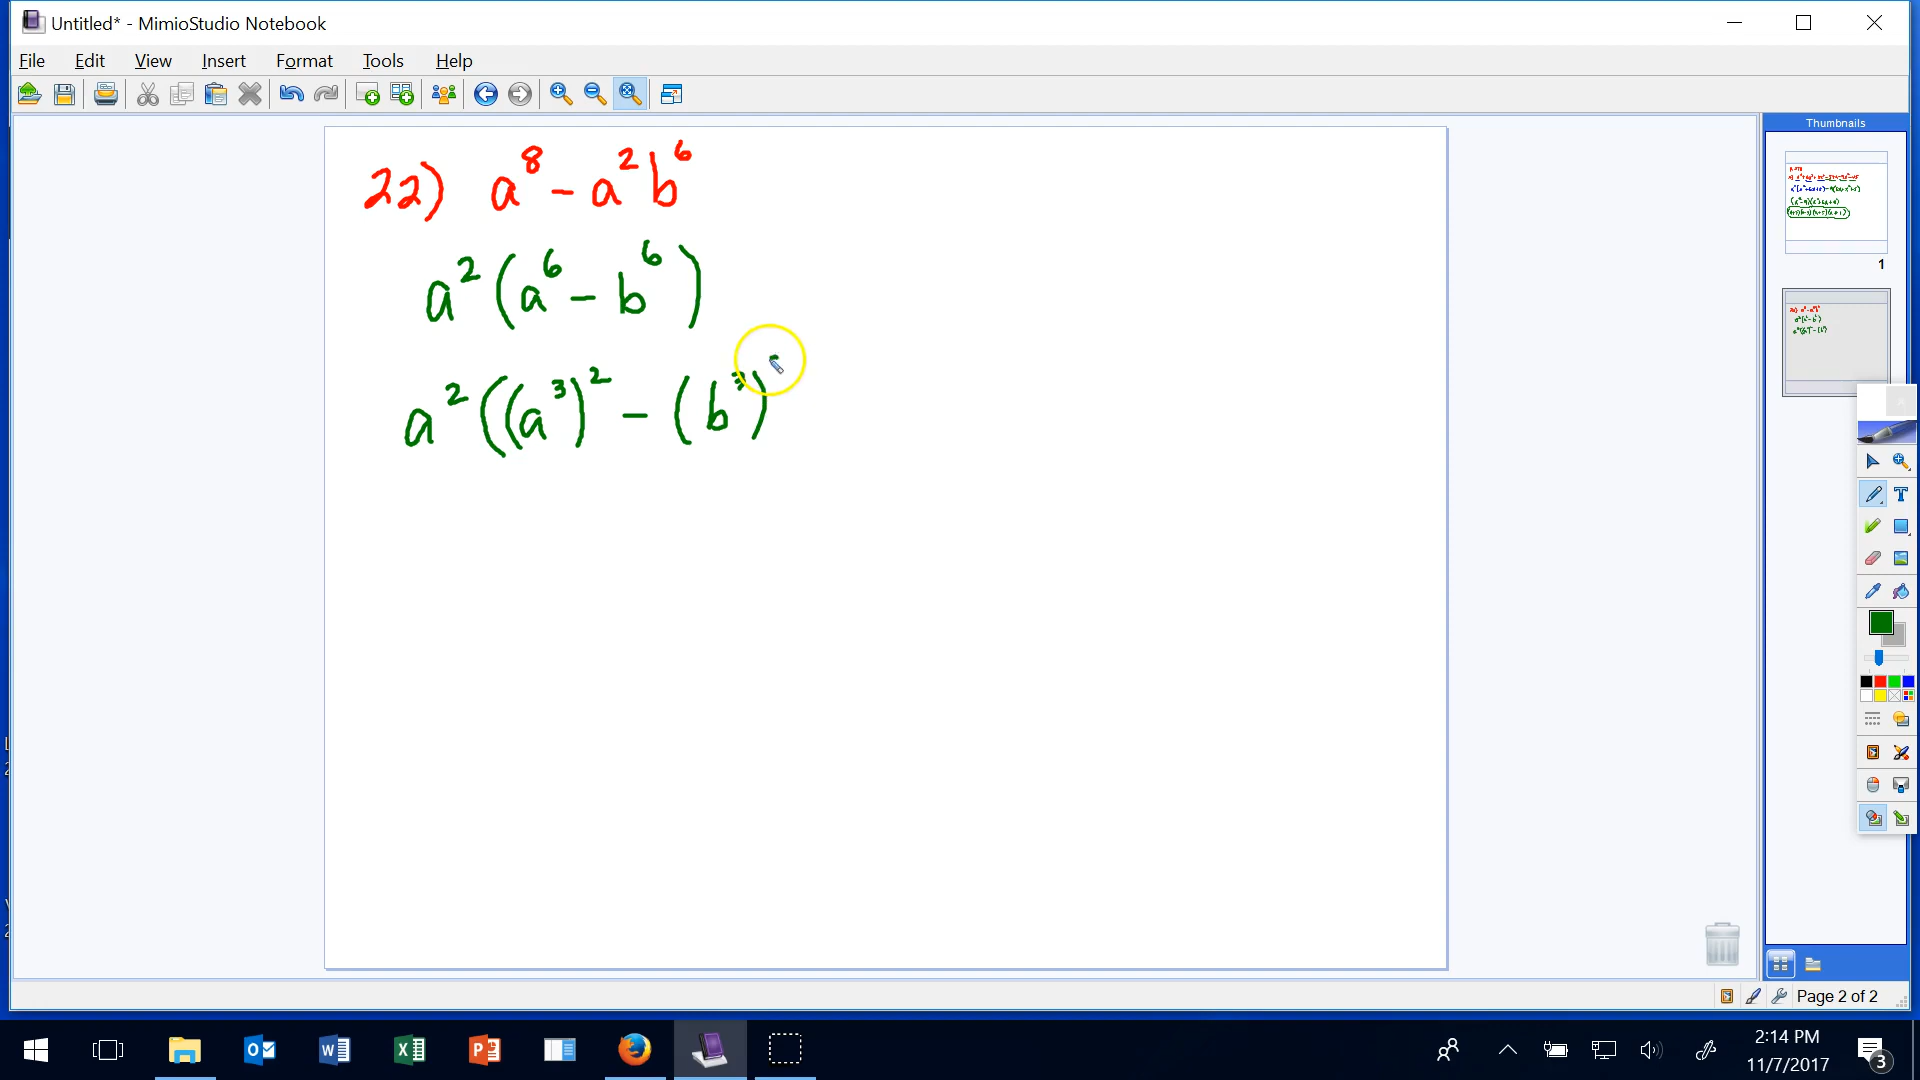 Untitled* - MimioStudio Notebook
File Edit View Insert Format Tools Help
Thumbnails
22) a⁸ - a²b⁶
a²(a⁶ - b⁶)
a²((a³)² - (b³)
1
A
T
Page 2 of 2
2:14 PM
11/7/2017
3